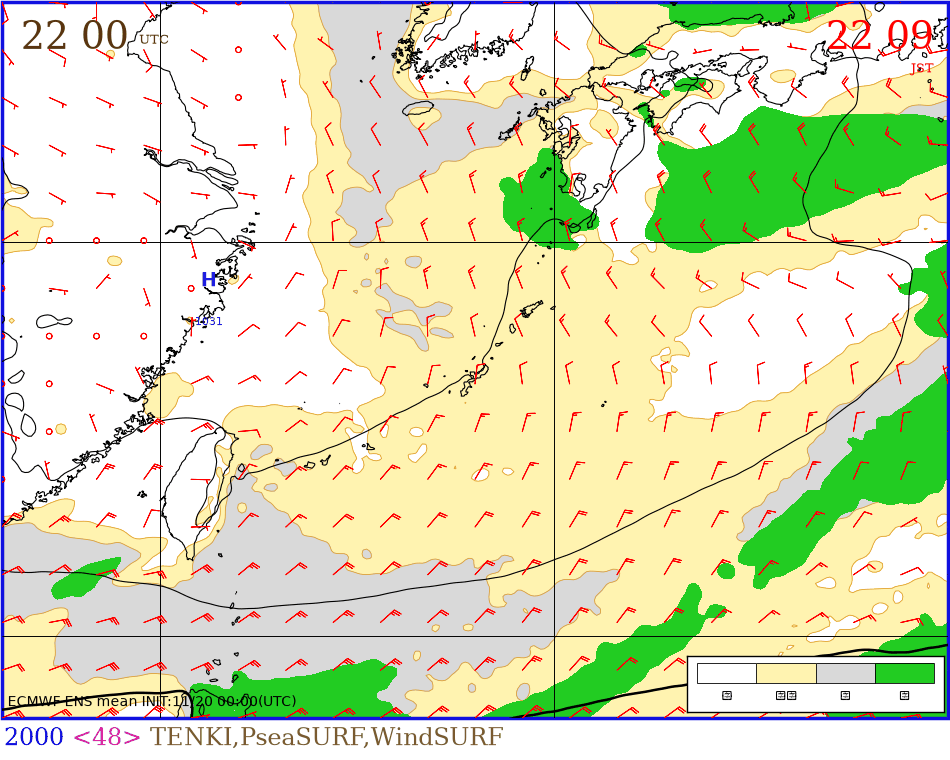 22 00 UTC
22 09
JST
H
1031
ECMWF ENS mean INIT:11/20 00:00(UTC)
2000 <48> TENKI,PseaSURF,WindSURF